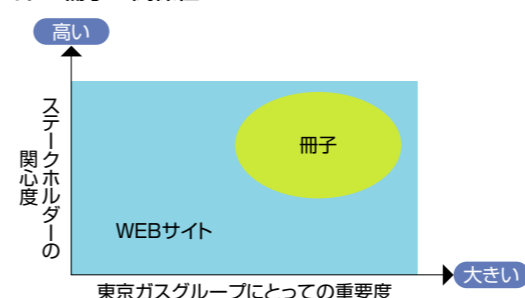 高い
ステークホルダーの
関心度
冊子
WEBサイト
大きい
東京ガスグループにとっての重要度